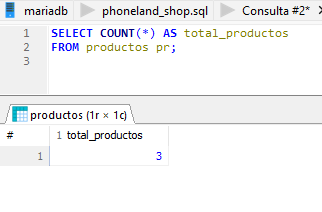 mariadb phoneland_shop.sql Consulta #2*
1 SELECT COUNT(*) AS total_productos
2 FROM productos pr;
3
productos (1r × 1c)
# 1 total_productos
1 3